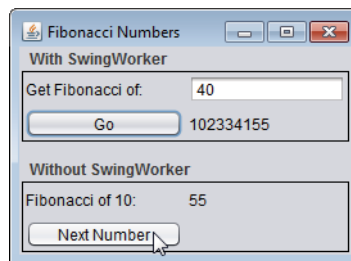 Fibonacci Numbers
With SwingWorker
Get Fibonacci of: 40
Go 102334155
Without SwingWorker
Fibonacci of 10: 55
Next Number